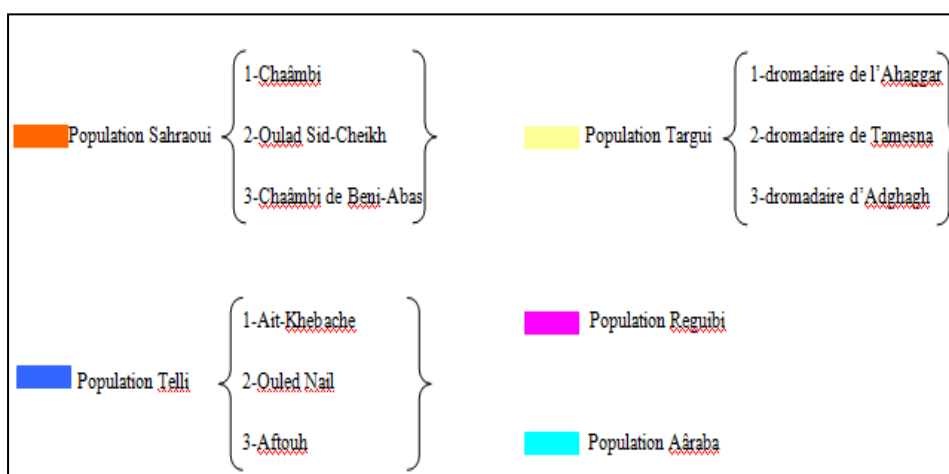 Population Sahraoui
1-Chaâmbi
2-Oulad Sid-Cheikh
3-Chaâmbi de Beni-Abas
Population Targui
1-dromadaire de l'Ahaggar
2-dromadaire de Tamesna
3-dromadaire d'Adghagh
Population Telli
1-Ait-Khebache
2-Ouled Nail
3-Aftouh
Population Reguibi
Population Aâraba